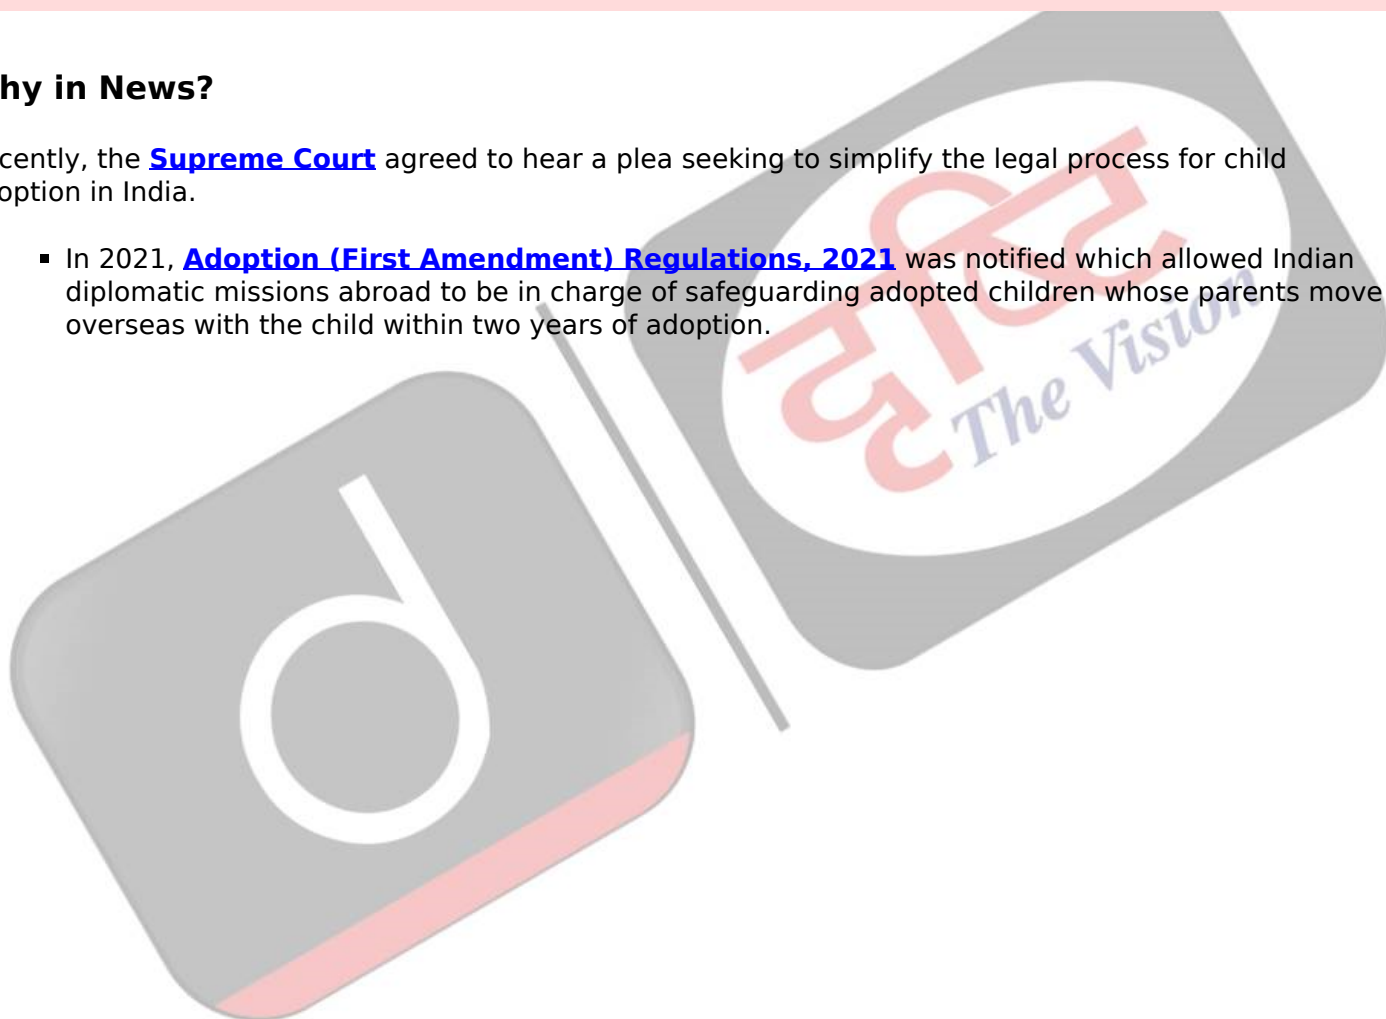 hy in News?
cently, the Supreme Court agreed to hear a plea seeking to simplify the legal process for child
option in India.
▪ In 2021, Adoption (First Amendment) Regulations, 2021 was notified which allowed Indian
diplomatic missions abroad to be in charge of safeguarding adopted children whose parents move
overseas with the child within two years of adoption.
दृष्टि
The Vision
d